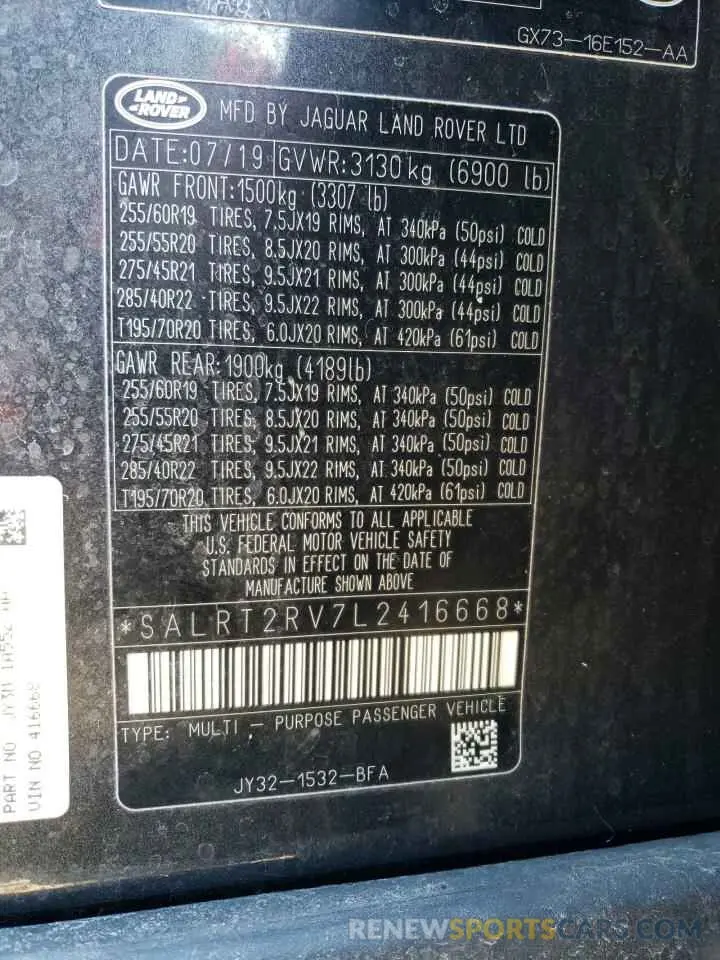 GX73-16E152-AA
LAND ROVER MFD BY JAGUAR LAND ROVER LTD
DATE:07/19 GVWR:3130kg (6900 lb)
GAWR FRONT:1500kg (3307 lb)
255/60R19 TIRES, 7.5JX19 RIMS, AT 340kPa (50psi) COLD
255/55R20 TIRES, 8.5JX20 RIMS, AT 300kPa (44psi) COLD
275/45R21 TIRES, 9.5JX21 RIMS, AT 300kPa (44psi) COLD
285/40R22 TIRES, 9.5JX22 RIMS, AT 300kPa (44psi) COLD
T195/70R20 TIRES, 6.0JX20 RIMS, AT 420kPa (61psi) COLD
GAWR REAR:1900kg (4189lb)
255/60R19 TIRES, 7.5JX19 RIMS, AT 340kPa (50psi) COLD
255/55R20 TIRES, 8.5JX20 RIMS, AT 340kPa (50psi) COLD
275/45R21 TIRES, 9.5JX21 RIMS, AT 340kPa (50psi) COLD
285/40R22 TIRES, 9.5JX22 RIMS, AT 340kPa (50psi) COLD
T195/70R20 TIRES, 6.0JX20 RIMS, AT 420kPa (61psi) COLD
THIS VEHICLE CONFORMS TO ALL APPLICABLE
U.S. FEDERAL MOTOR VEHICLE SAFETY
STANDARDS IN EFFECT ON THE DATE OF
MANUFACTURE SHOWN ABOVE
*SALRT2RV7L2416668*
TYPE: MULTI - PURPOSE PASSENGER VEHICLE
JY32-1532-BFA
PART NO
VIN NO 416668
RENEWSPORTSCARS.COM